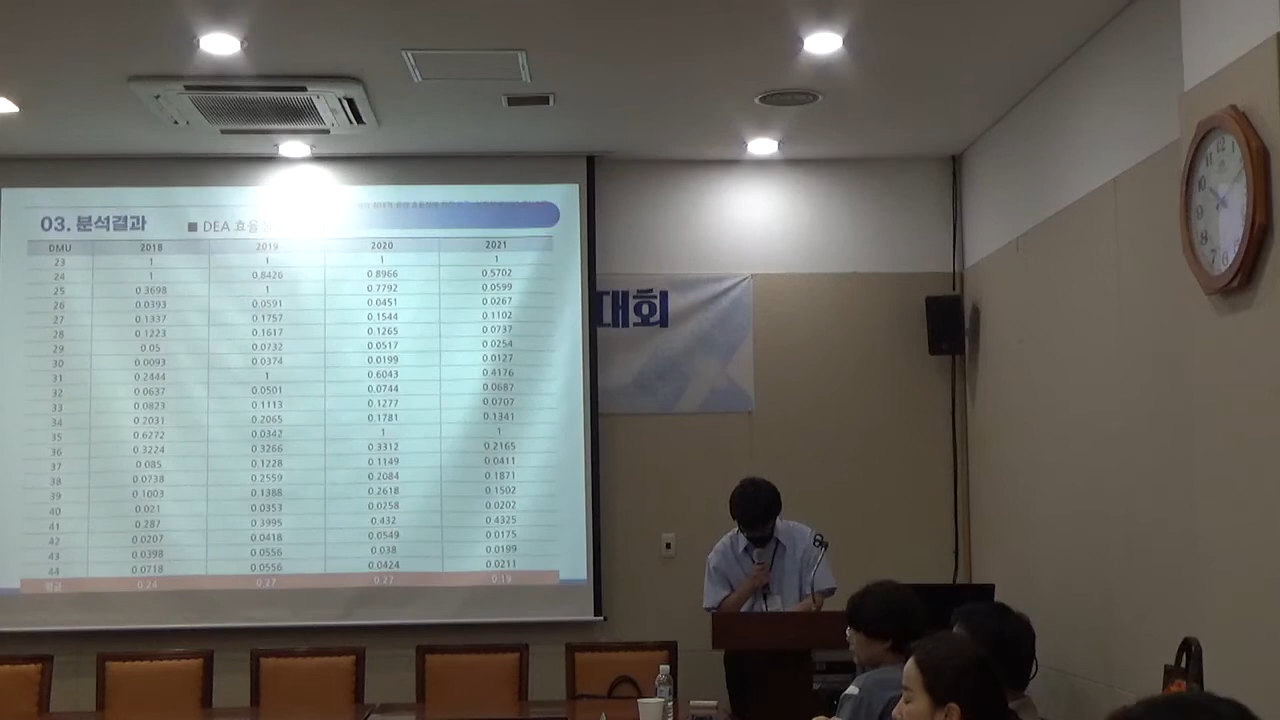 03. 분석결과
■ DEA 효율
DMU 2018 2019 2020 2021
23 1 1 1 1
24 1 0.8426 0.8966 0.5702
25 0.3698 1 0.7792 0.0599
26 0.0393 0.0591 0.0451 0.0267
27 0.1337 0.1757 0.1544 0.1102
28 0.1223 0.1617 0.1265 0.0737
29 0.05 0.0732 0.0517 0.0254
30 0.0093 0.0374 0.0199 0.0127
31 0.2444 1 0.6043 0.4176
32 0.0637 0.0501 0.0744 0.0687
33 0.0823 0.1113 0.1277 0.0707
34 0.2031 0.2065 0.1781 0.1341
35 0.6272 0.0342 1 1
36 0.3224 0.3266 0.3312 0.2165
37 0.085 0.1228 0.1149 0.0411
38 0.0738 0.2559 0.2084 0.1871
39 0.1003 0.1388 0.2618 0.1502
40 0.021 0.0353 0.0258 0.0202
41 0.287 0.3995 0.432 0.4325
42 0.0207 0.0418 0.0549 0.0175
43 0.0398 0.0556 0.038 0.0199
44 0.0718 0.0556 0.0424 0.0211
평균 0.24 0.27 0.27 0.19
대회
12
11
10
9
8
7
6